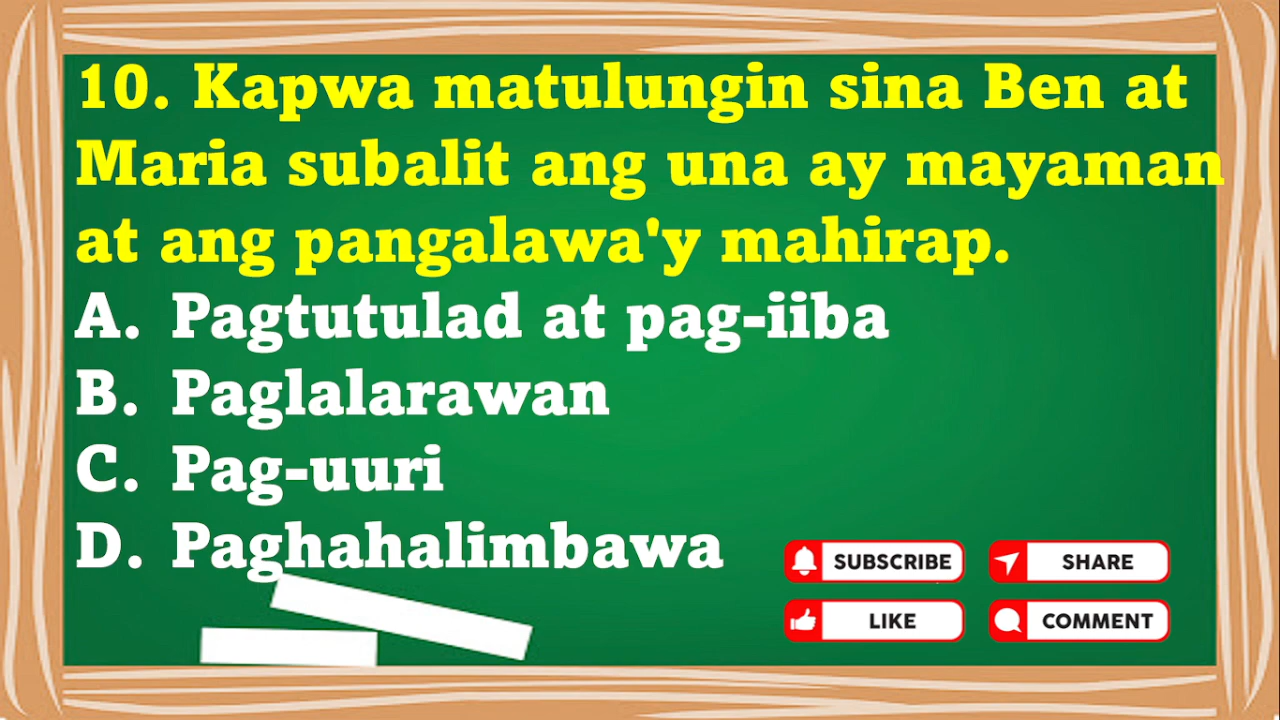 10. Kapwa matulungin sina Ben at
Maria subalit ang una ay mayaman
at ang pangalawa'y mahirap.
A. Pagtutulad at pag-iiba
B. Paglalarawan
C. Pag-uuri
D. Paghahalimbawa
SUBSCRIBE
SHARE
LIKE
COMMENT